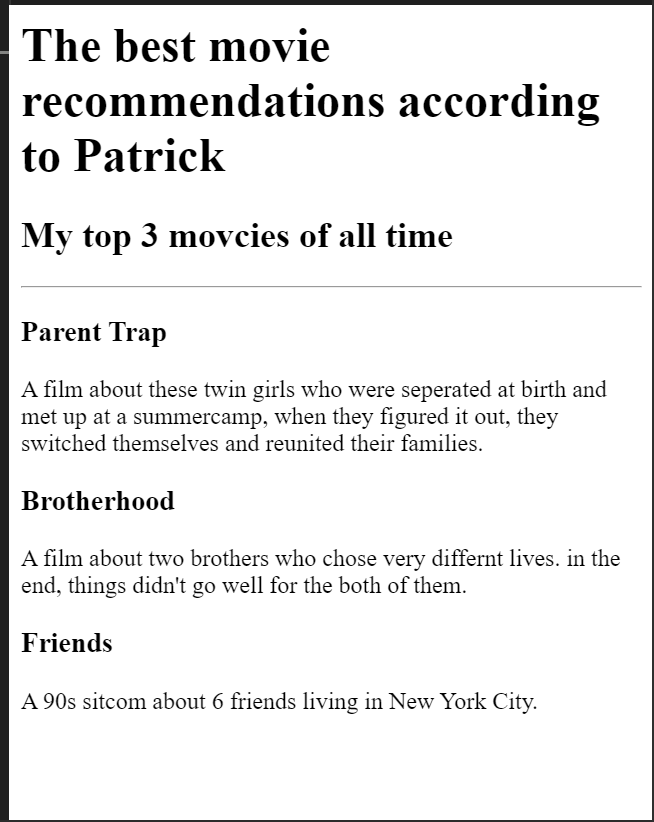 The best movie
recommendations according
to Patrick
My top 3 movcies of all time
Parent Trap
A film about these twin girls who were seperated at birth and
met up at a summercamp, when they figured it out, they
switched themselves and reunited their families.
Brotherhood
A film about two brothers who chose very differnt lives. in the
end, things didn't go well for the both of them.
Friends
A 90s sitcom about 6 friends living in New York City.